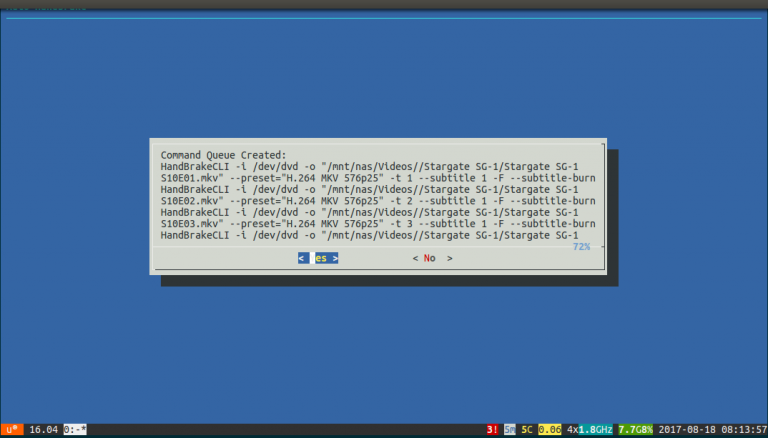 Command Queue Created:
HandBrakeCLI -i /dev/dvd -o "/mnt/nas/Videos//Stargate SG-1/Stargate SG-1
S10E01.mkv" --preset="H.264 MKV 576p25" -t 1 --subtitle 1 -F --subtitle-burn
HandBrakeCLI -i /dev/dvd -o "/mnt/nas/Videos//Stargate SG-1/Stargate SG-1
S10E02.mkv" --preset="H.264 MKV 576p25" -t 2 --subtitle 1 -F --subtitle-burn
HandBrakeCLI -i /dev/dvd -o "/mnt/nas/Videos//Stargate SG-1/Stargate SG-1
S10E03.mkv" --preset="H.264 MKV 576p25" -t 3 --subtitle 1 -F --subtitle-burn
HandBrakeCLI -i /dev/dvd -o "/mnt/nas/Videos//Stargate SG-1/Stargate SG-1
72%
< es > < No >
u® 16.04 0:-* 3! 5m 5C 0.06 4x1.8GHz 7.7G8% 2017-08-18 08:13:57